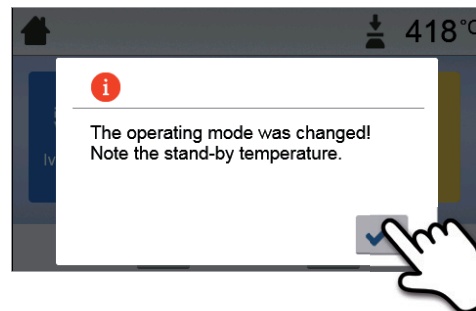 418°C
The operating mode was changed!
Note the stand-by temperature.